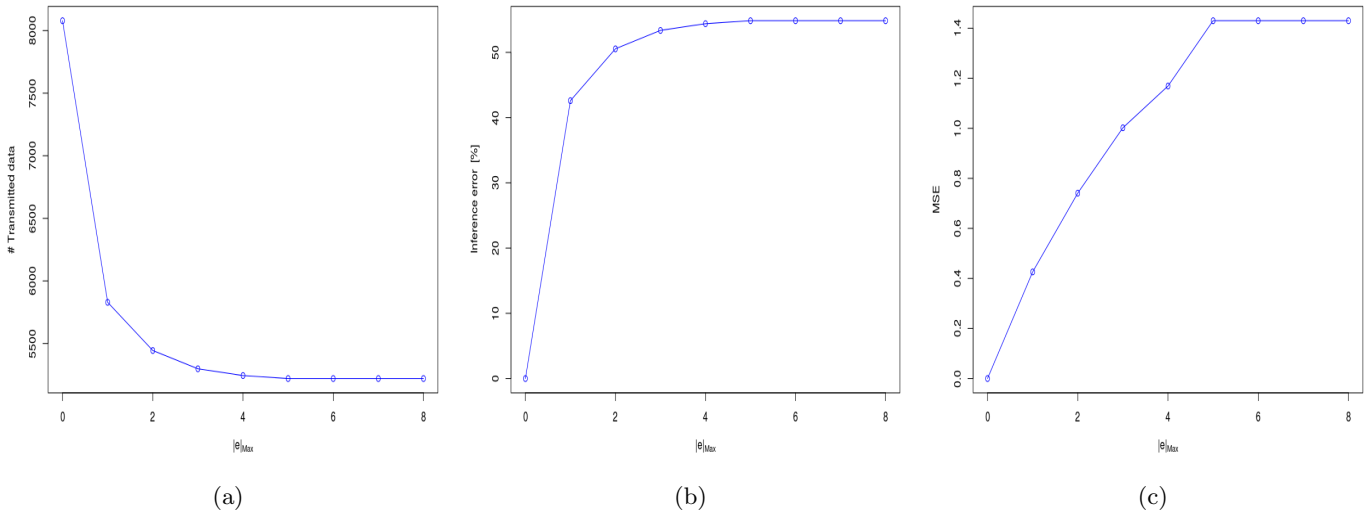 # Transmitted data
8000
7500
7000
6500
6000
5500
0 2 4 6 8
|e|Max
(a)
Inference error [%]
50
40
30
20
10
0
0 2 4 6 8
|e|Max
(b)
MSE
1.4
1.2
1.0
0.8
0.6
0.4
0.2
0.0
0 2 4 6 8
|e|Max
(c)